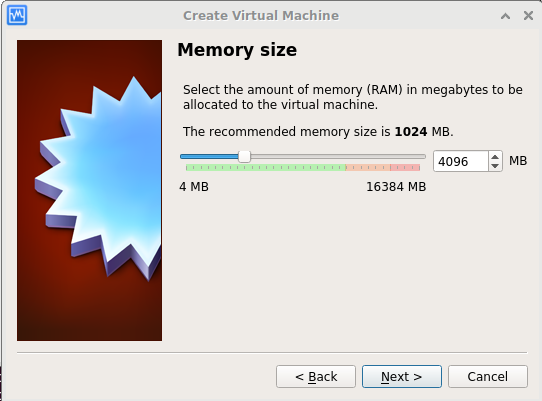 Create Virtual Machine
Memory size
Select the amount of memory (RAM) in megabytes to be
allocated to the virtual machine.
The recommended memory size is 1024 MB.
4096 MB
4 MB 16384 MB
< Back Next > Cancel